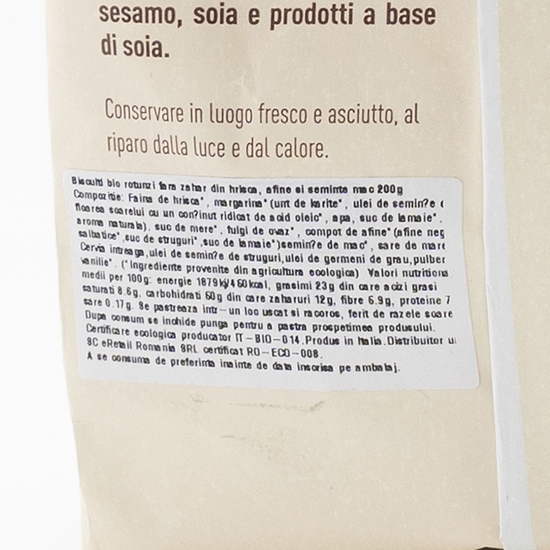 sesamo, soia e prodotti a base
di soia.
Conservare in luogo fresco e asciutto, al
riparo dalla luce e dal calore.
Biscuiti bio rotunzi fara zahar din hrisca, afine si seminte mac 200g
Compozitie: Faina de hrisca*, margarina* (unt de karite*, ulei de semin?e
floarea soarelui cu un con?inut ridicat de acid oleic*, apa, suc de lamaie*,
aroma naturala), suc de mere*, fulgi de ovaz*, compot de afine* (afine neg
salbatice*,suc de struguri*,suc de lamaie*)semin?e de mac*, sare de mare
Cervia intreaga,ulei de semin?e de struguri,ulei de germeni de grau,pulber
vanilie*. (*Ingrediente provenite din agricultura ecologica) Valori nutritiona
medii per 100g: energie 1879kj/450kcal, grasimi 23g din care acizi grasi
saturati 8.6g, carbohidrati 50g din care zaharuri 12g, fibre 6.9g, proteine 7
sare 0.17g. Se pastreaza intr-un loc uscat si racoros, ferit de razele soare
Dupa consum se inchide punga pentru a pastra prospetimea produsului.
Certificare ecologica producator IT-BIO-014.Produs in Italia.Distribuitor
SC eRetail Romania SRL certificat RO-ECO-008.
A se consuma de preferinta inainte de data inscrisa pe ambalaj.